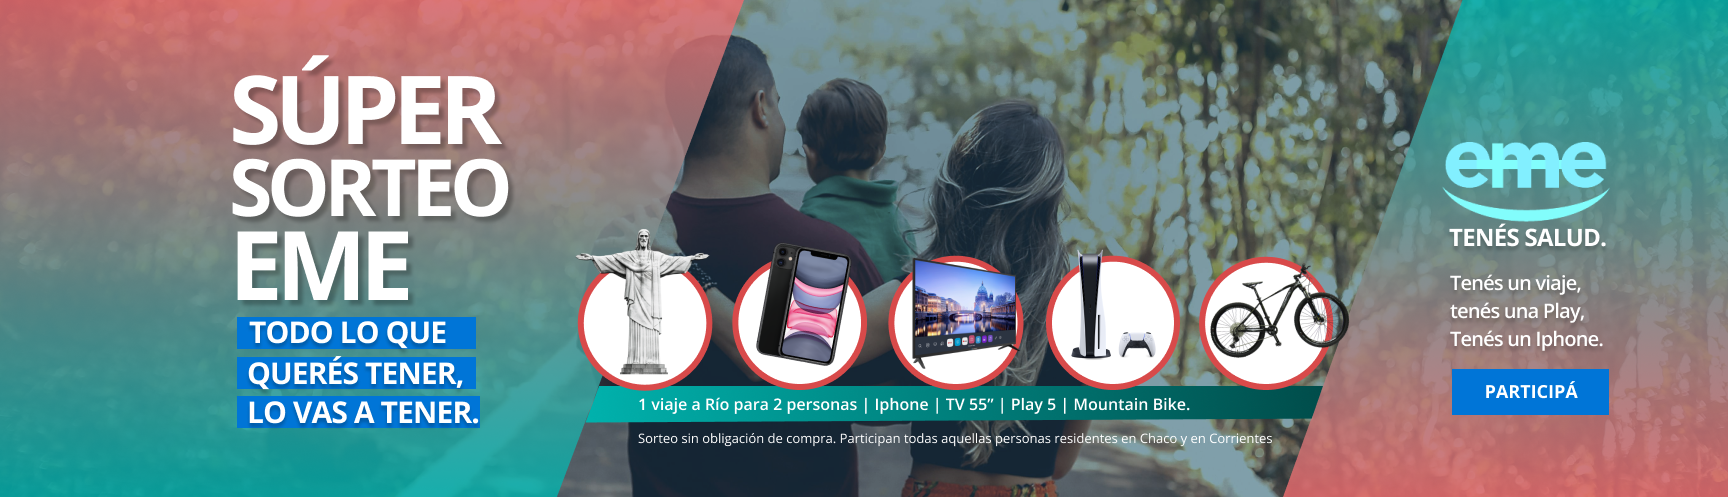 SÚPER
SORTEO
EME
TODO LO QUE
QUERÉS TENER,
LO VAS A TENER.
1 viaje a Río para 2 personas | Iphone | TV 55” | Play 5 | Mountain Bike.
Sorteo sin obligación de compra. Participan todas aquellas personas residentes en Chaco y en Corrientes
eme
TENÉS SALUD.
Tenés un viaje,
tenés una Play,
Tenés un Iphone.
PARTICIPÁ